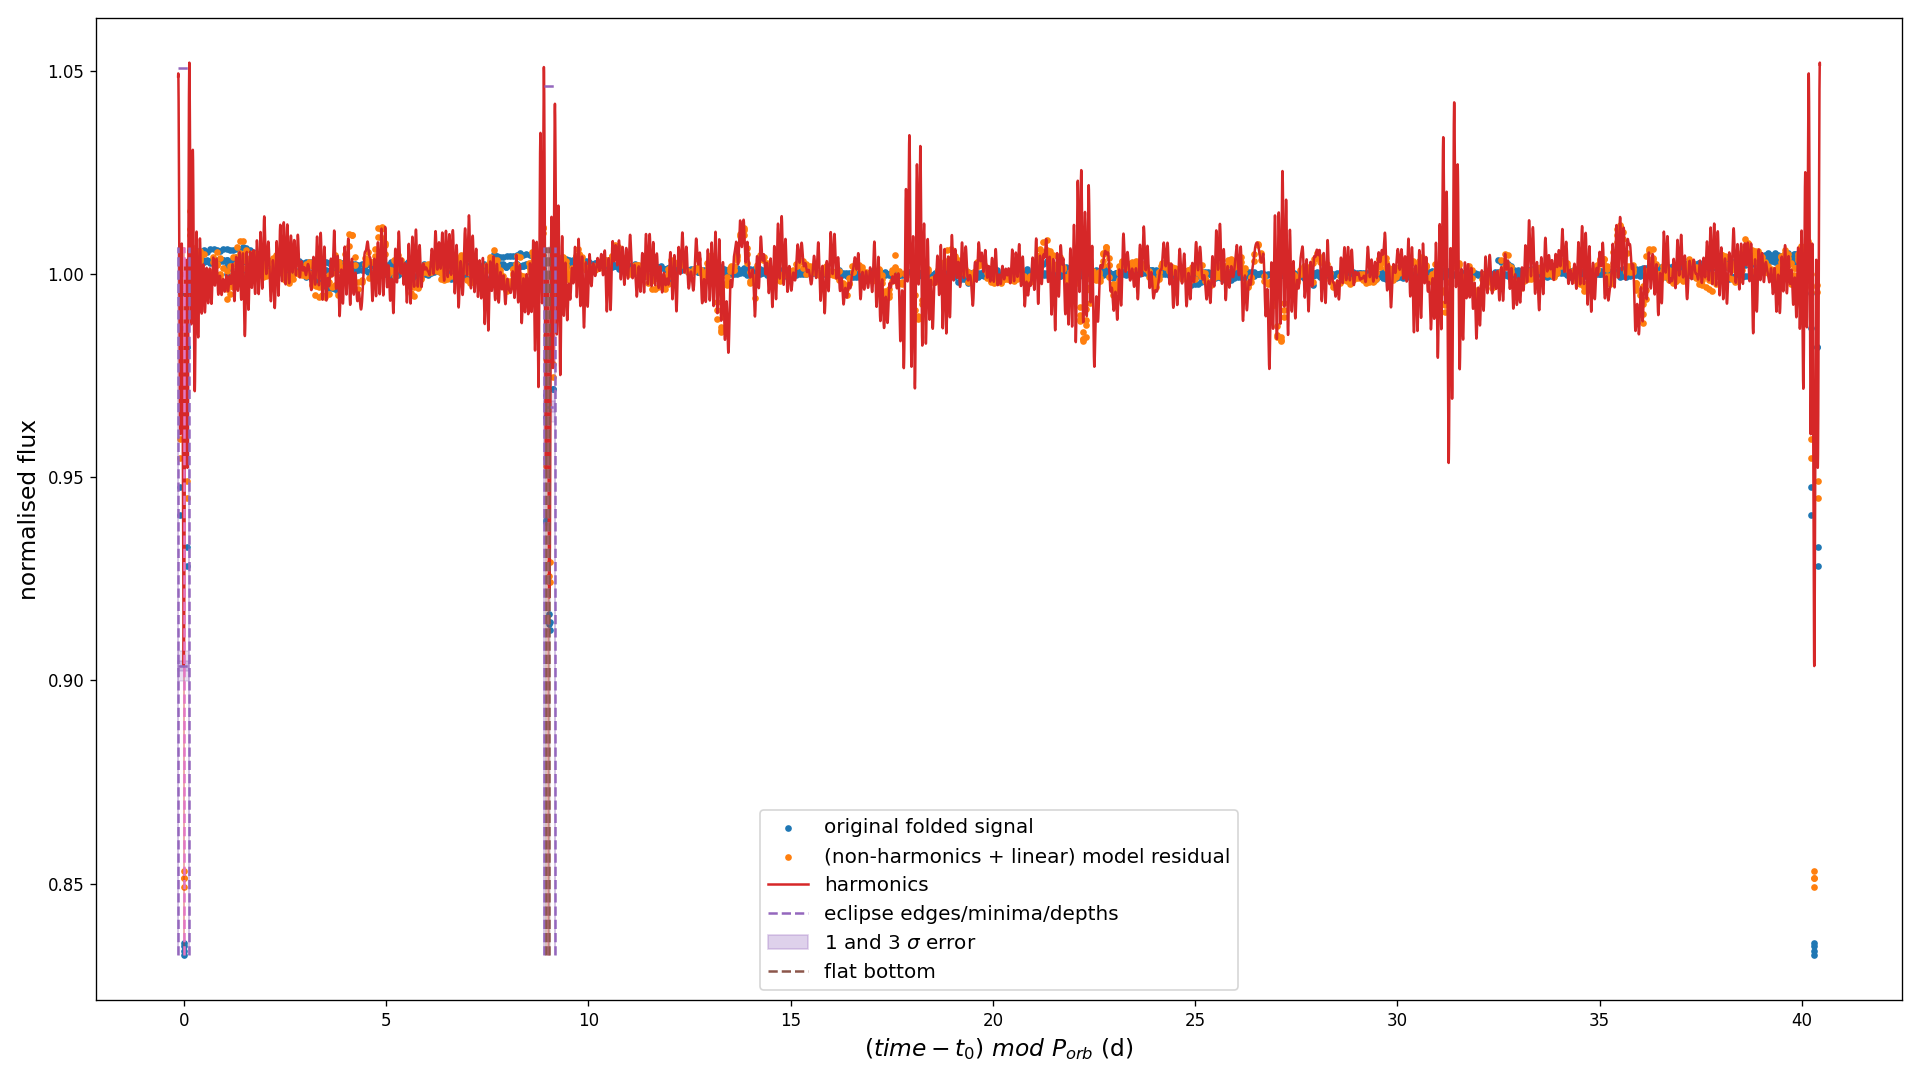 1.05
1.00
0.95
0.90
0.85
normalised flux
original folded signal
(non-harmonics + linear) model residual
harmonics
eclipse edges/minima/depths
1 and 3 σ error
flat bottom
0 5 10 15 20 25 30 35 40
(time − t₀) mod P_orb (d)